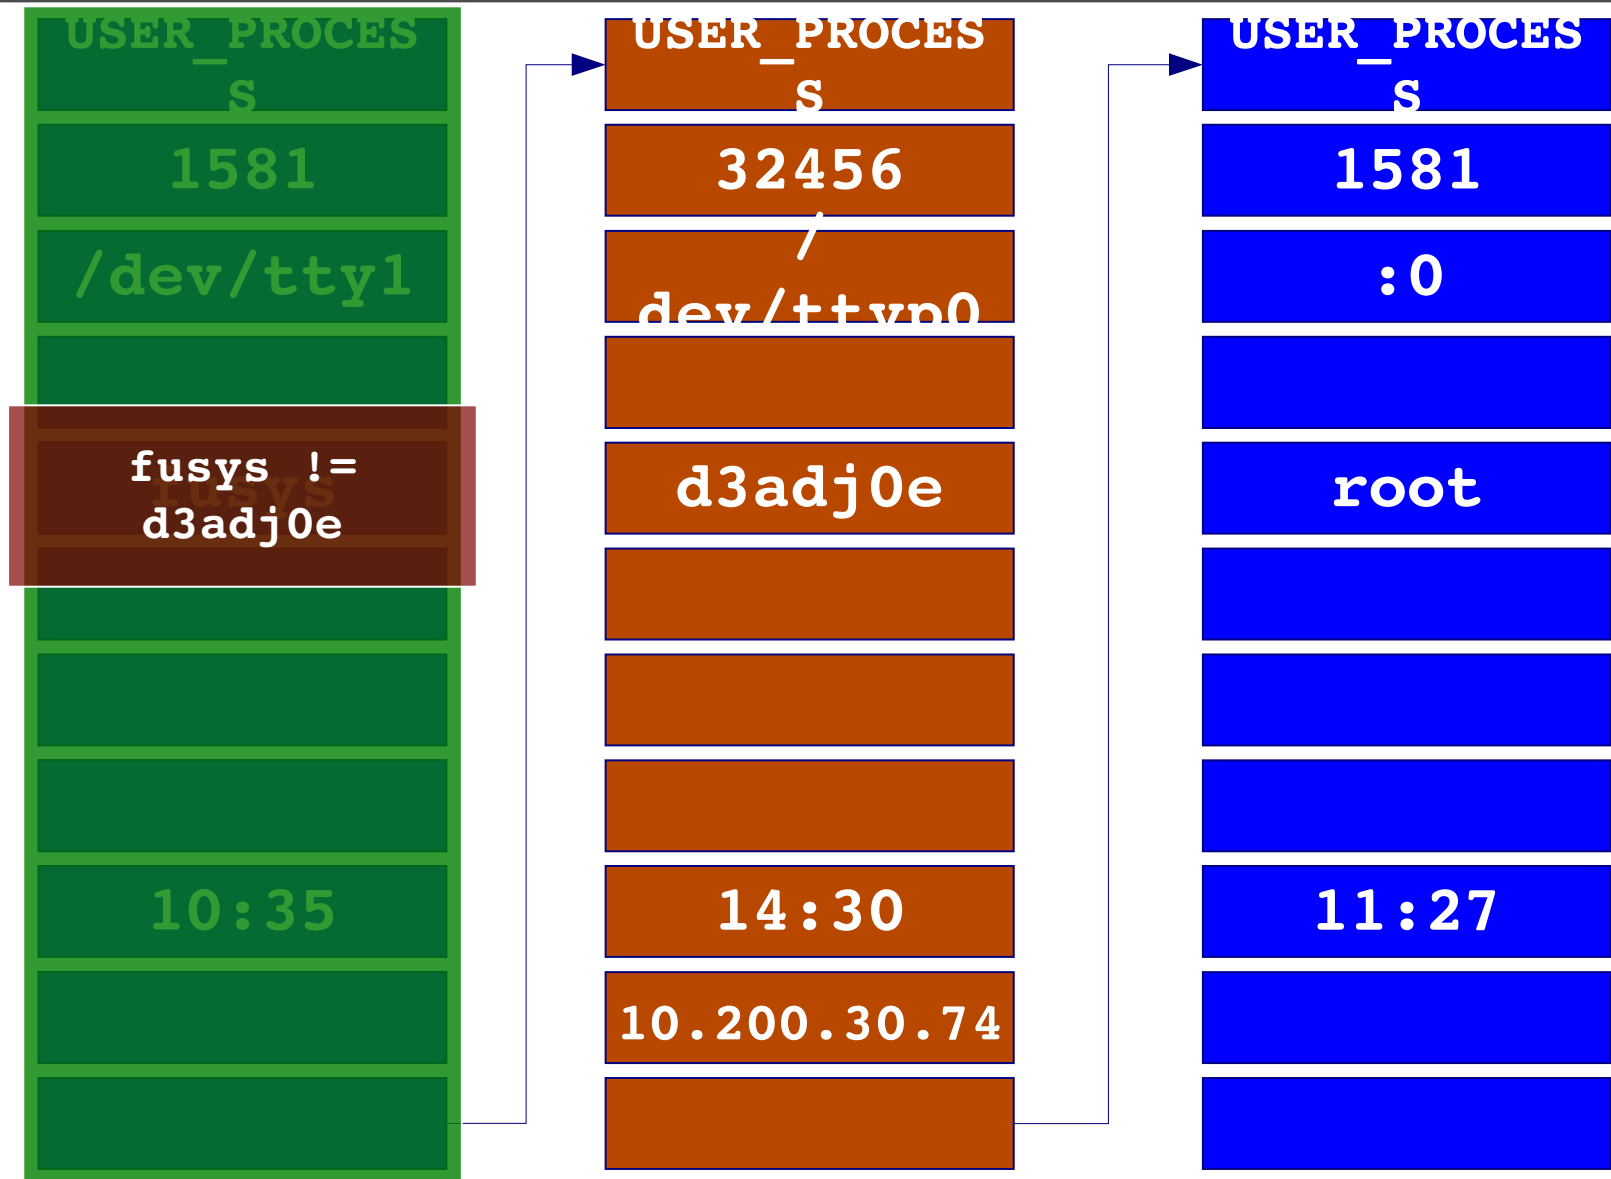 USER_PROCES
S
1581
/dev/tty1
fusys
fusys !=
d3adj0e
10:35
USER_PROCES
S
32456
/
dev/ttyp0
d3adj0e
14:30
10.200.30.74
USER_PROCES
S
1581
:0
root
11:27